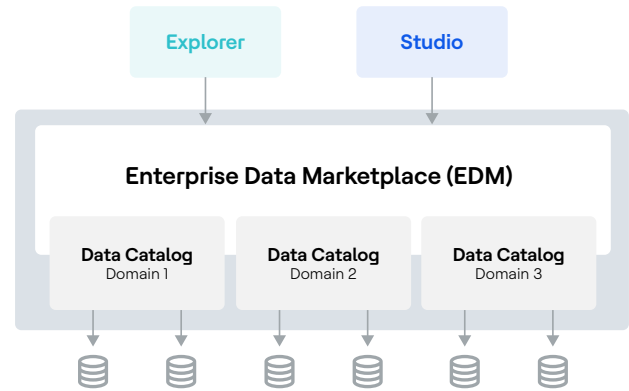 Explorer
Studio
Enterprise Data Marketplace (EDM)
Data Catalog
Domain 1
Data Catalog
Domain 2
Data Catalog
Domain 3